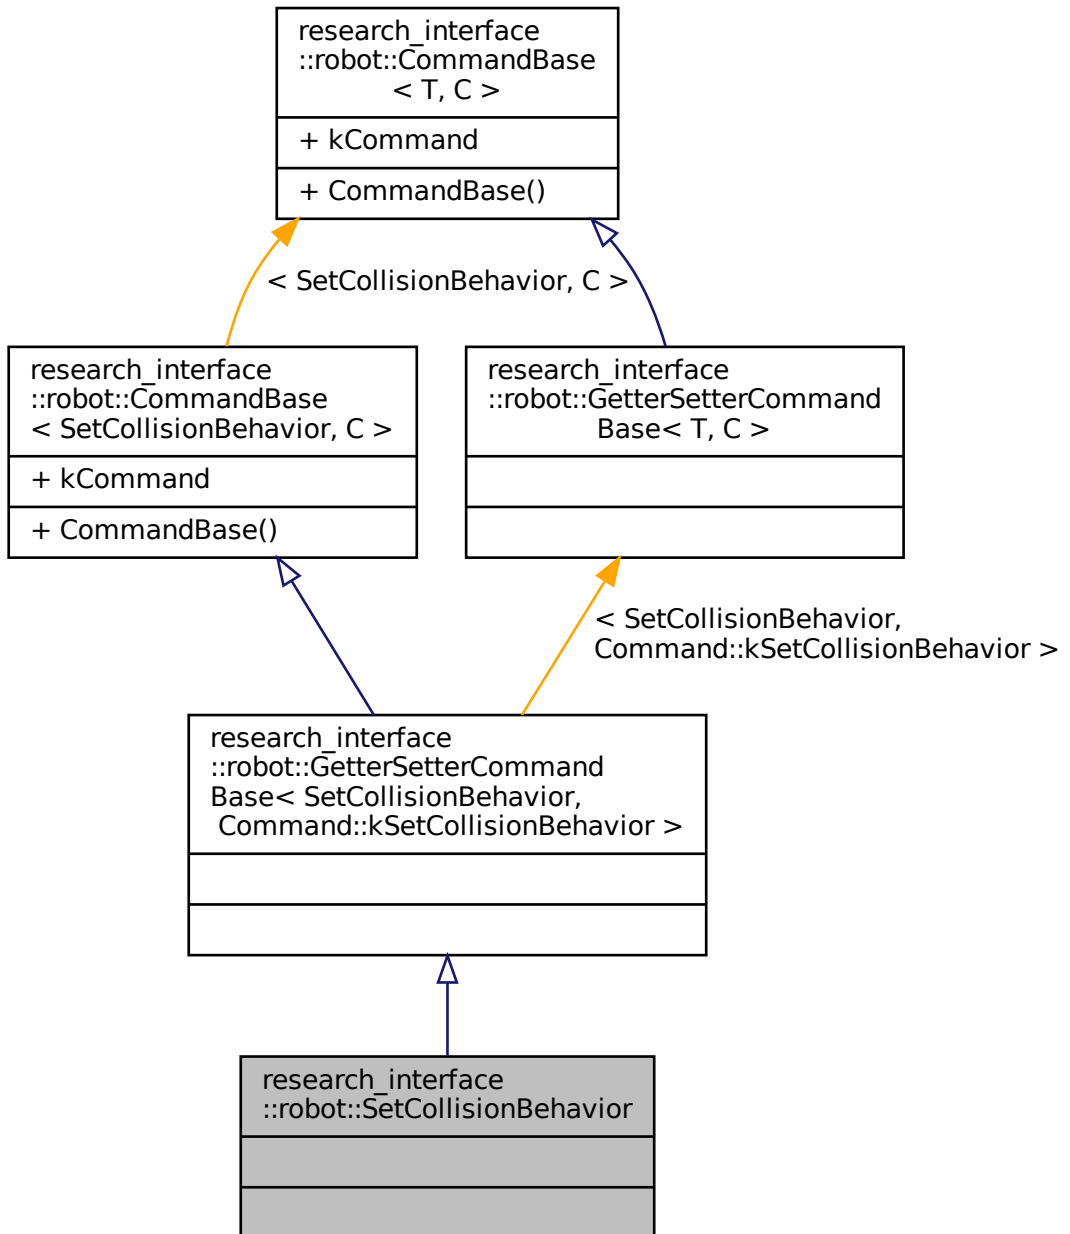 research_interface
::robot::CommandBase
< T, C >
+ kCommand
+ CommandBase()
< SetCollisionBehavior, C >
research_interface
::robot::CommandBase
< SetCollisionBehavior, C >
+ kCommand
+ CommandBase()
research_interface
::robot::GetterSetterCommand
Base< T, C >
< SetCollisionBehavior,
Command::kSetCollisionBehavior >
research_interface
::robot::GetterSetterCommand
Base< SetCollisionBehavior,
Command::kSetCollisionBehavior >
research_interface
::robot::SetCollisionBehavior